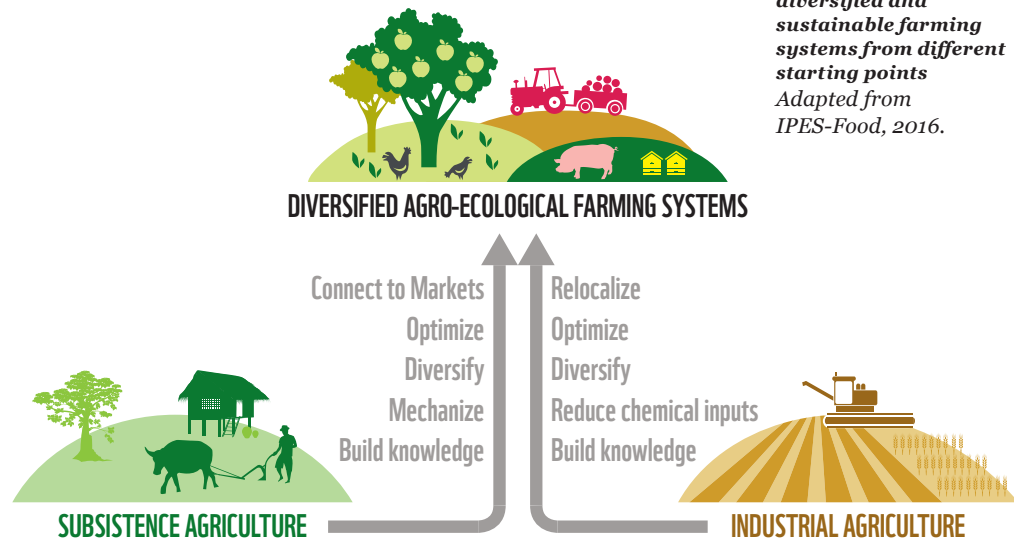 diversified and
sustainable farming
systems from different
starting points
Adapted from
IPES-Food, 2016.
DIVERSIFIED AGRO-ECOLOGICAL FARMING SYSTEMS
Connect to Markets
Optimize
Diversify
Mechanize
Build knowledge
Relocalize
Optimize
Diversify
Reduce chemical inputs
Build knowledge
SUBSISTENCE AGRICULTURE
INDUSTRIAL AGRICULTURE